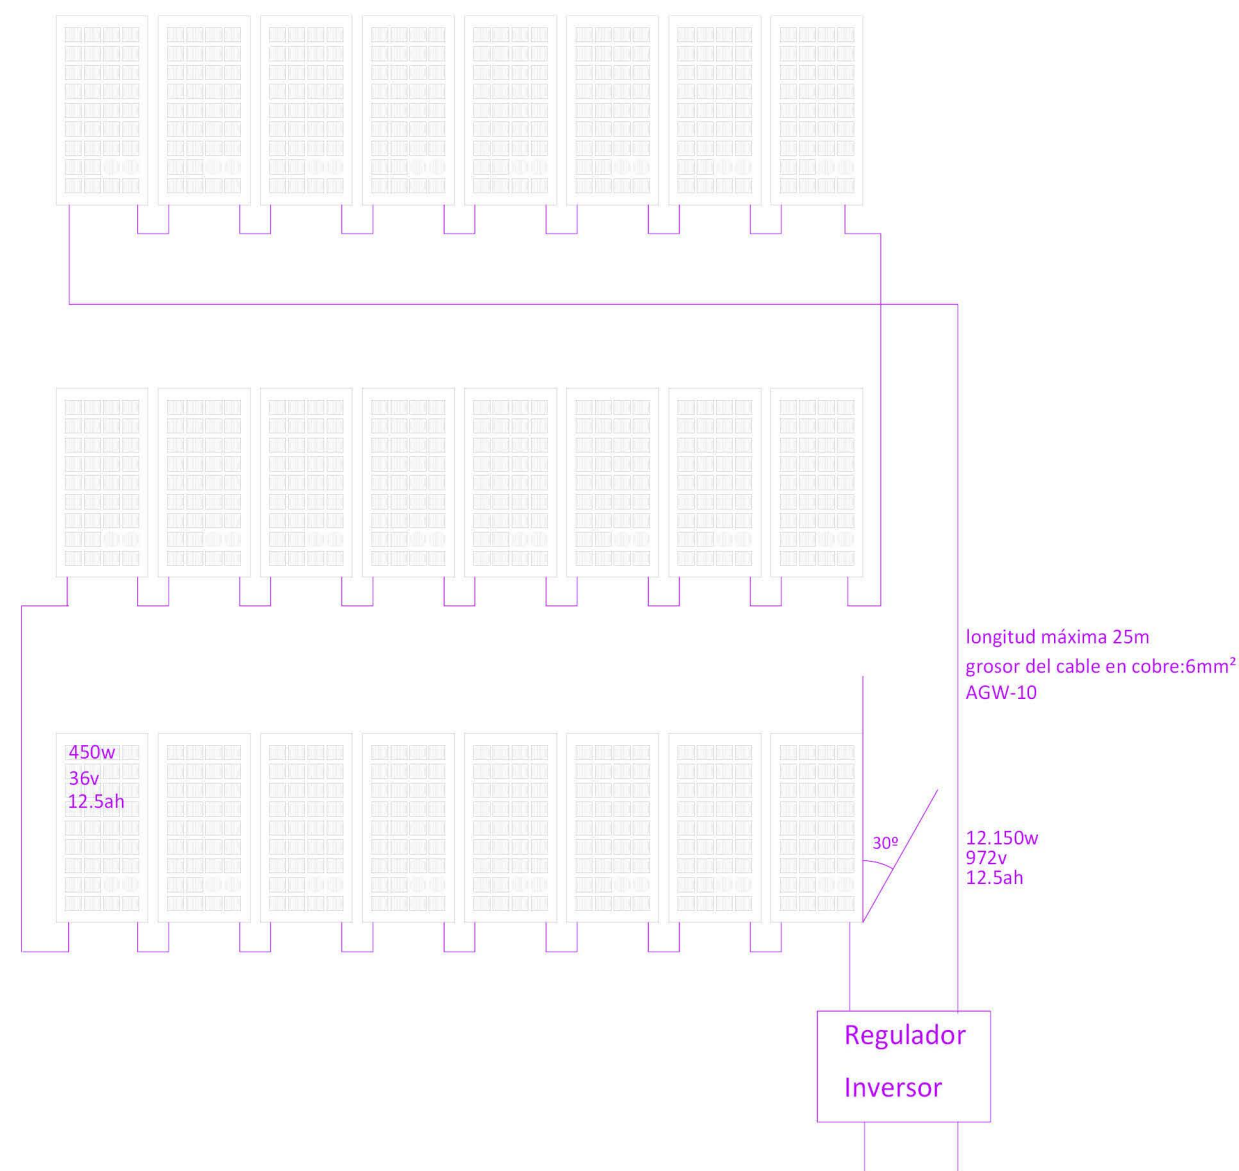 longitud máxima 25m
grosor del cable en cobre:6mm²
AGW-10
450w
36v
12.5ah
30º
12.150w
972v
12.5ah
Regulador
Inversor